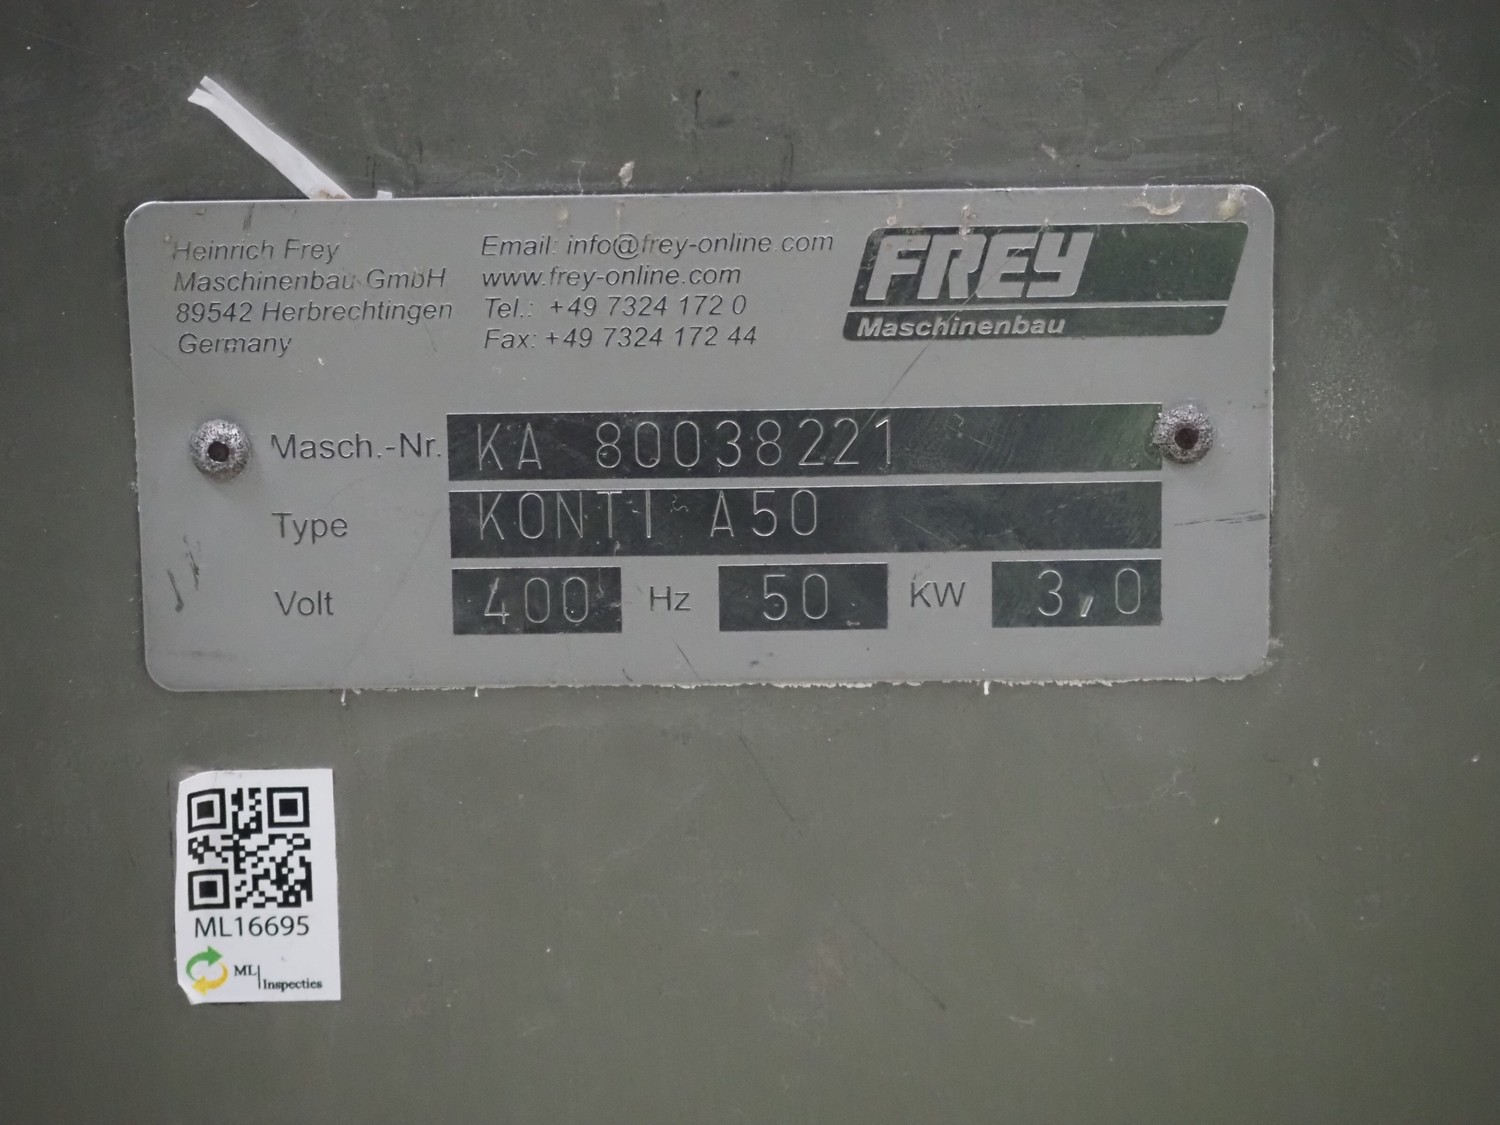 Heinrich Frey
Maschinenbau GmbH
89542 Herbrechtingen
Germany
Email: info@frey-online.com
www.frey-online.com
Tel.: +49 7324 172 0
Fax: +49 7324 172 44
FREY
Maschinenbau
Masch.-Nr. KA 80038221
Type KONTI A50
Volt 400 Hz 50 KW 3,0
ML16695
ML
Inspecties